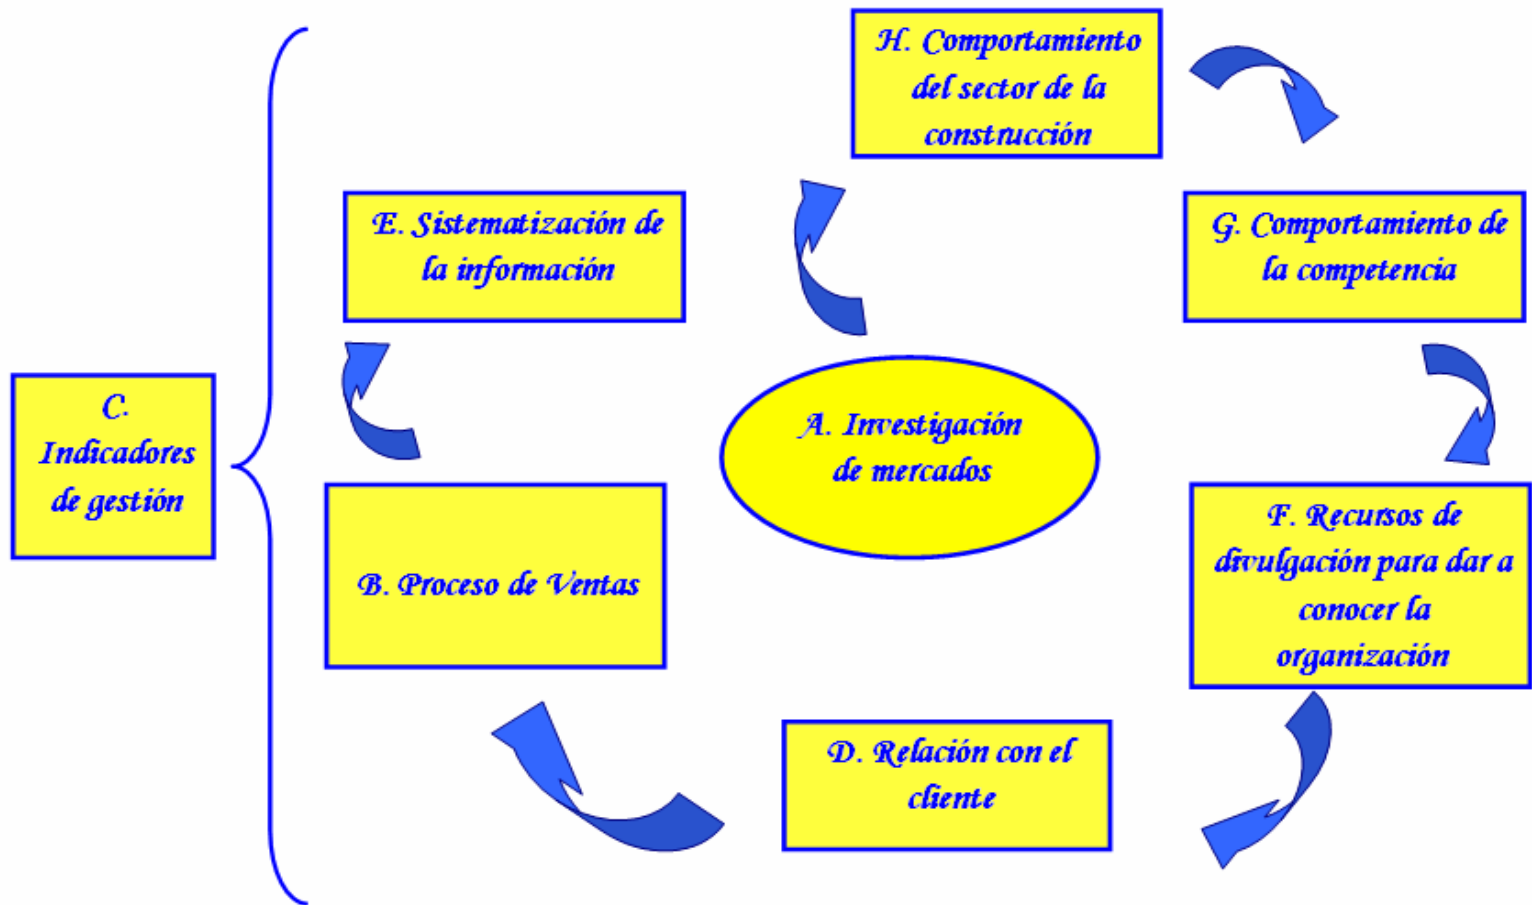 H. Comportamiento
del sector de la
construcción
E. Sistematización de
la información
G. Comportamiento de
la competencia
C.
Indicadores
de gestión
A. Investigación
de mercados
B. Proceso de Ventas
F. Recursos de
divulgación para dar a
conocer la
organización
D. Relación con el
cliente